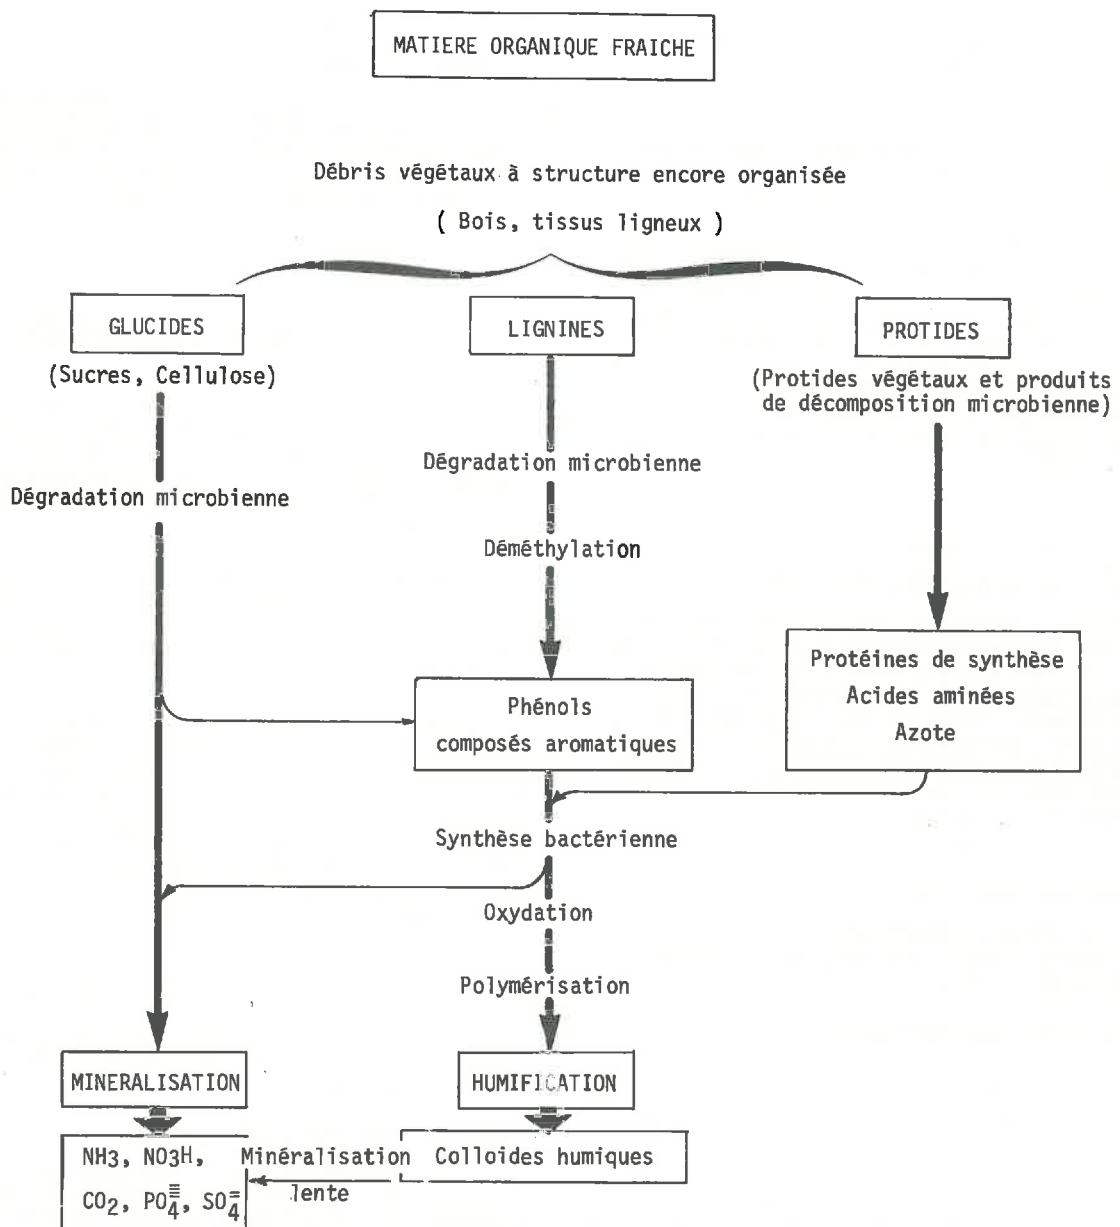 MATIERE ORGANIQUE FRAICHE
Débris végétaux à structure encore organisée
( Bois, tissus ligneux )
GLUCIDES
(Sucres, Cellulose)
LIGNINES
PROTIDES
(Protides végétaux et produits
de décomposition microbienne)
Dégradation microbienne
Dégradation microbienne
Déméthylation
Protéines de synthèse
Acides aminées
Azote
Phénols
composés aromatiques
Synthèse bactérienne
Oxydation
Polymérisation
MINERALISATION
HUMIFICATION
NH3, NO3H,
CO2, PO4≡, SO4=
Minéralisation
lente
Colloides humiques